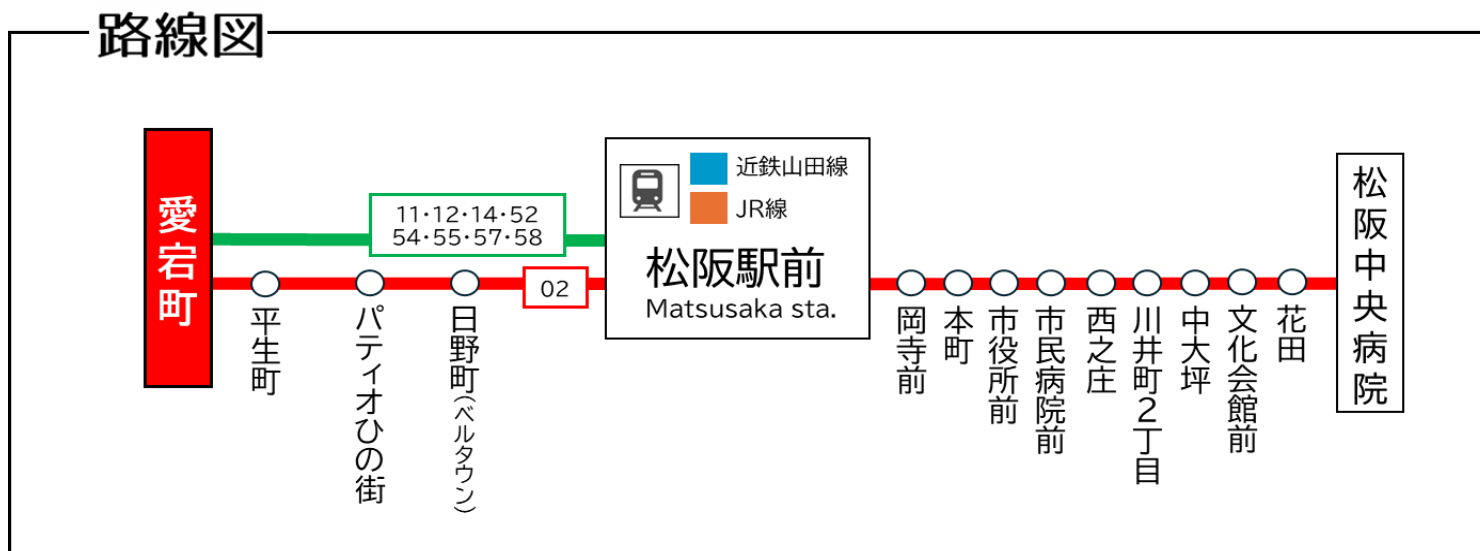 路線図
愛宕町
11・12・14・52
54・55・57・58
02
平生町
パティオひの街
日野町(ベルタウン)
近鉄山田線
JR線
松阪駅前
Matsusaka sta.
岡寺前
本町
市役所前
市民病院前
西之庄
川井町2丁目
中大坪
文化会館前
花田
松阪中央病院